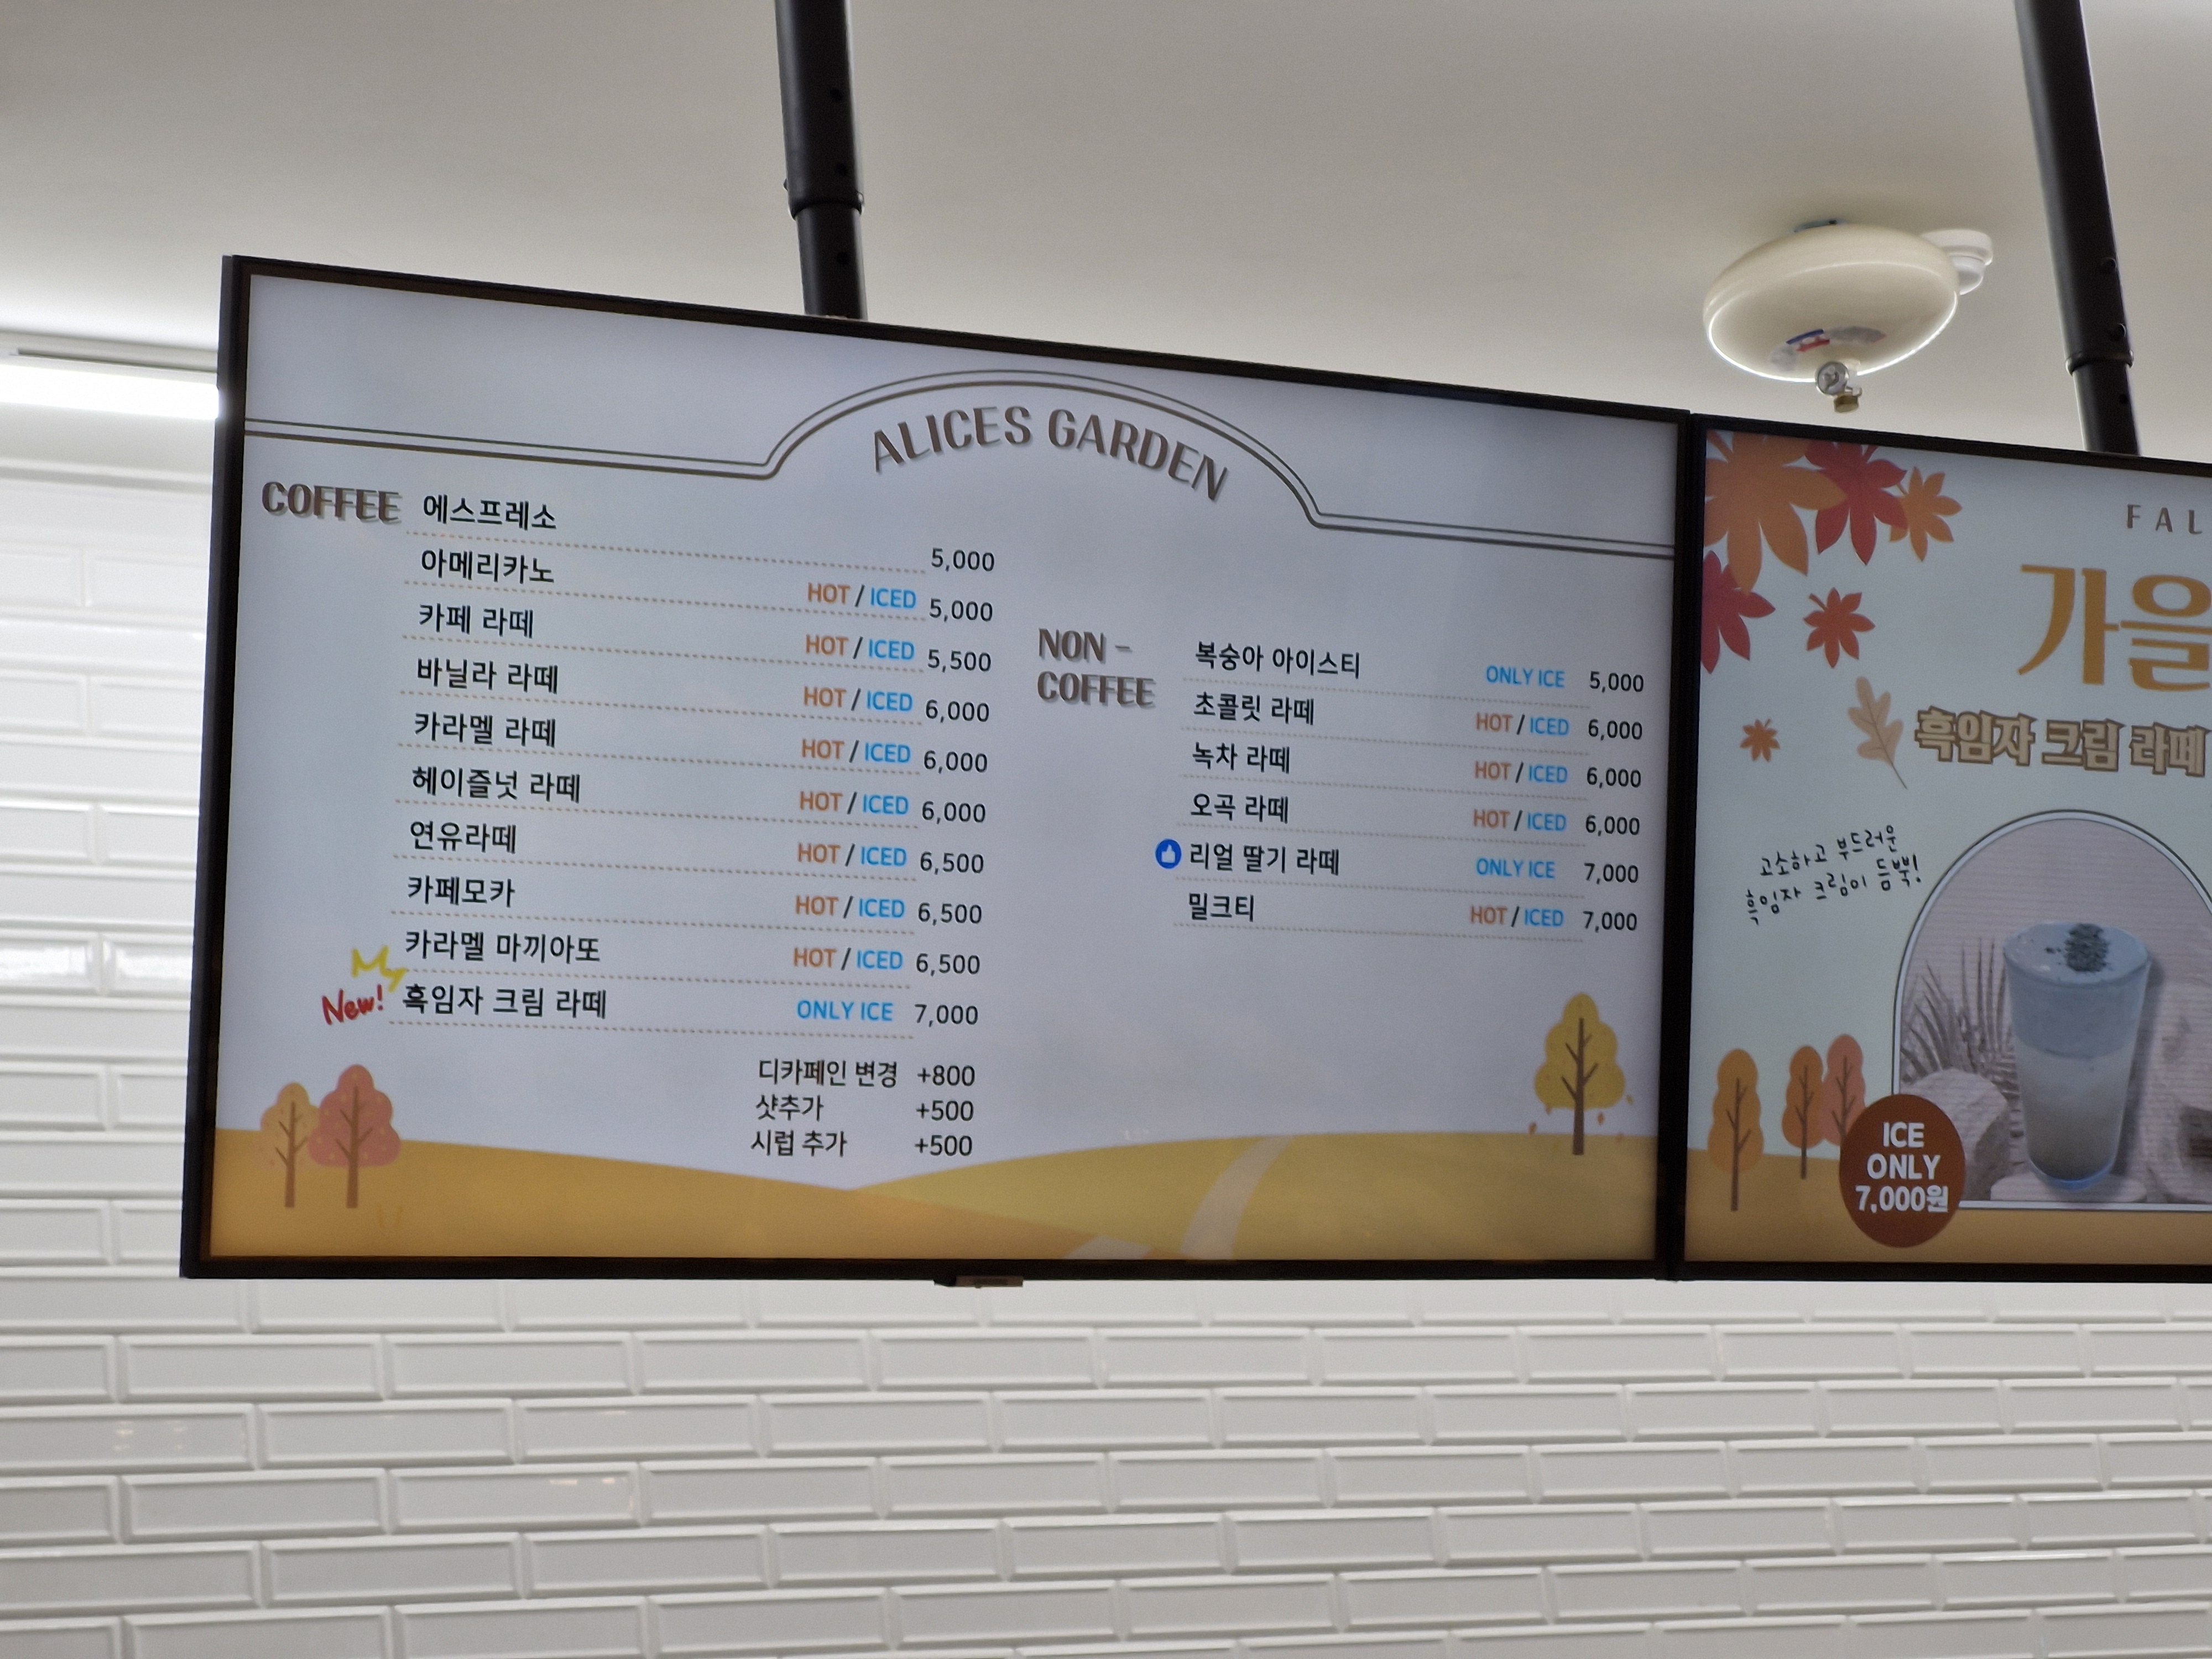 ALICES GARDEN
COFFEE
에스프레소 5,000
아메리카노 HOT / ICED 5,000
카페 라떼 HOT / ICED 5,500
바닐라 라떼 HOT / ICED 6,000
카라멜 라떼 HOT / ICED 6,000
헤이즐넛 라떼 HOT / ICED 6,000
연유라떼 HOT / ICED 6,500
카페모카 HOT / ICED 6,500
카라멜 마끼아또 HOT / ICED 6,500
New! 흑임자 크림 라떼 ONLY ICE 7,000
디카페인 변경 +800
샷추가 +500
시럽 추가 +500
NON -
COFFEE
복숭아 아이스티 ONLY ICE 5,000
초콜릿 라떼 HOT / ICED 6,000
녹차 라떼 HOT / ICED 6,000
오곡 라떼 HOT / ICED 6,000
리얼 딸기 라떼 ONLY ICE 7,000
밀크티 HOT / ICED 7,000
FAL
가을
흑임자 크림 라떼
고소하고 부드러운
흑임자 크림이 듬뿍!
ICE
ONLY
7,000원